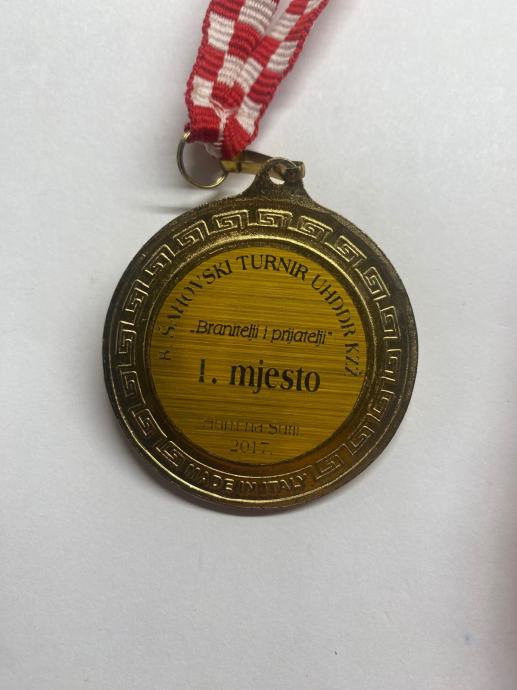 ŠAHOVSKI TURNIR UHDDR KZŽ
„Branitelji i prijatelji"
1. mjesto
2017.
MADE IN ITALY